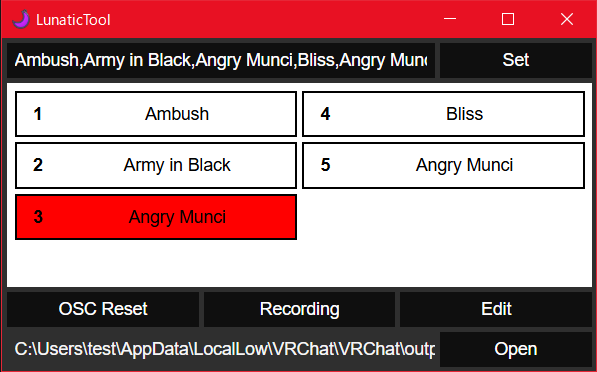 LunaticTool
Ambush,Army in Black,Angry Munci,Bliss,Angry Munc
Set
1 Ambush
2 Army in Black
3 Angry Munci
4 Bliss
5 Angry Munci
OSC Reset
Recording
Edit
C:\Users\test\AppData\LocalLow\VRChat\VRChat\outp
Open